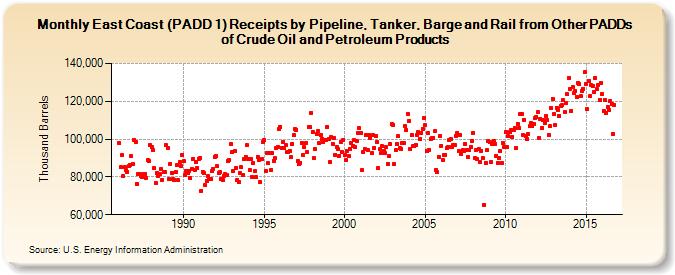 Monthly East Coast (PADD 1) Receipts by Pipeline, Tanker, Barge and Rail from Other PADDs
of Crude Oil and Petroleum Products
Thousand Barrels
140,000
120,000
100,000
80,000
60,000
1990
1995
2000
2005
2010
2015
Source: U.S. Energy Information Administration